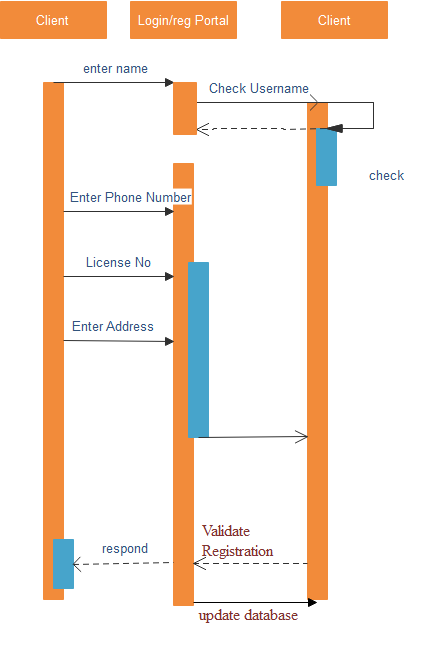 Client
Login/reg Portal
Client
enter name
Check Username
check
Enter Phone Number
License No
Enter Address
Validate
Registration
respond
update database